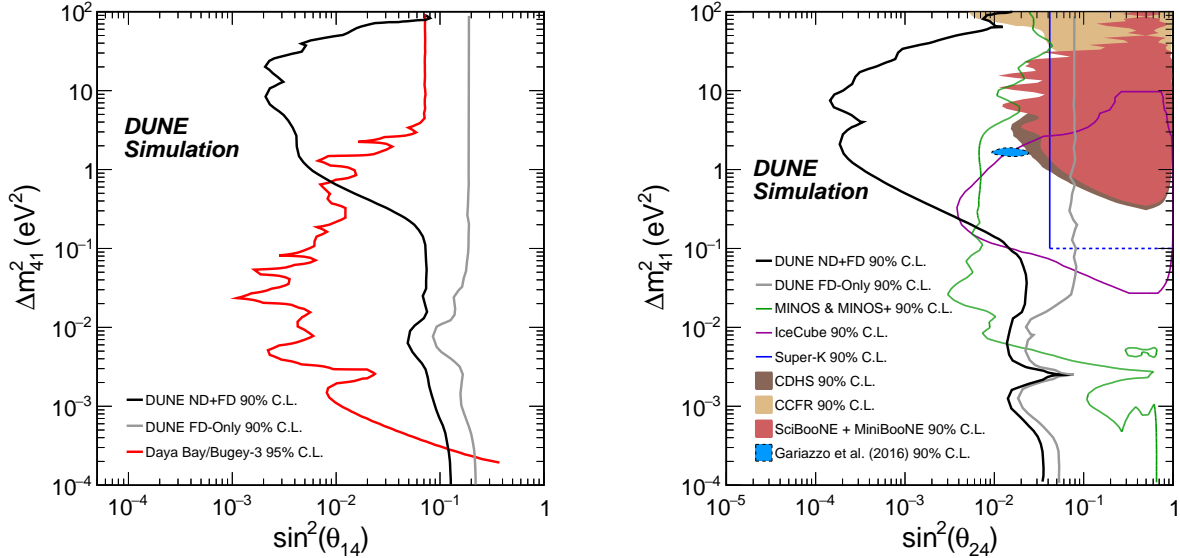 10²
10
1
10⁻¹
10⁻²
10⁻³
10⁻⁴
Δm²₄₁ (eV²)
DUNE
Simulation
DUNE ND+FD 90% C.L.
DUNE FD-Only 90% C.L.
Daya Bay/Bugey-3 95% C.L.
10⁻⁴ 10⁻³ 10⁻² 10⁻¹ 1
sin²(θ₁₄)
10²
10
1
10⁻¹
10⁻²
10⁻³
10⁻⁴
Δm²₄₁ (eV²)
DUNE
Simulation
DUNE ND+FD 90% C.L.
DUNE FD-Only 90% C.L.
MINOS & MINOS+ 90% C.L.
IceCube 90% C.L.
Super-K 90% C.L.
CDHS 90% C.L.
CCFR 90% C.L.
SciBooNE + MiniBooNE 90% C.L.
Gariazzo et al. (2016) 90% C.L.
10⁻⁵ 10⁻⁴ 10⁻³ 10⁻² 10⁻¹ 1
sin²(θ₂₄)